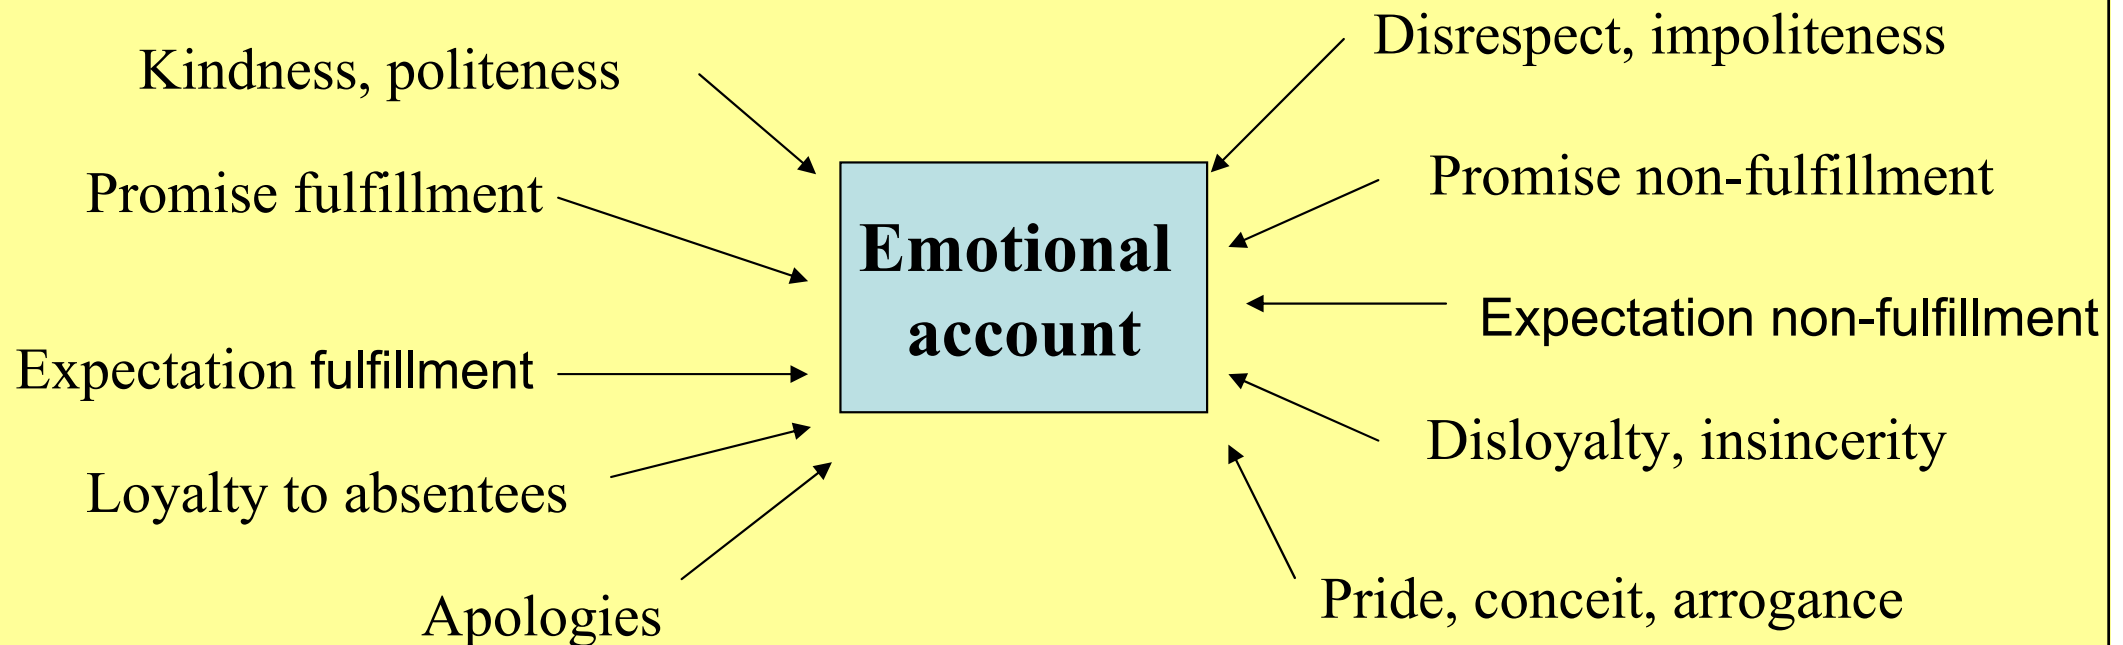 Kindness, politeness
Promise fulfillment
Expectation fulfillment
Loyalty to absentees
Apologies
Emotional
account
Disrespect, impoliteness
Promise non-fulfillment
Expectation non-fulfillment
Disloyalty, insincerity
Pride, conceit, arrogance